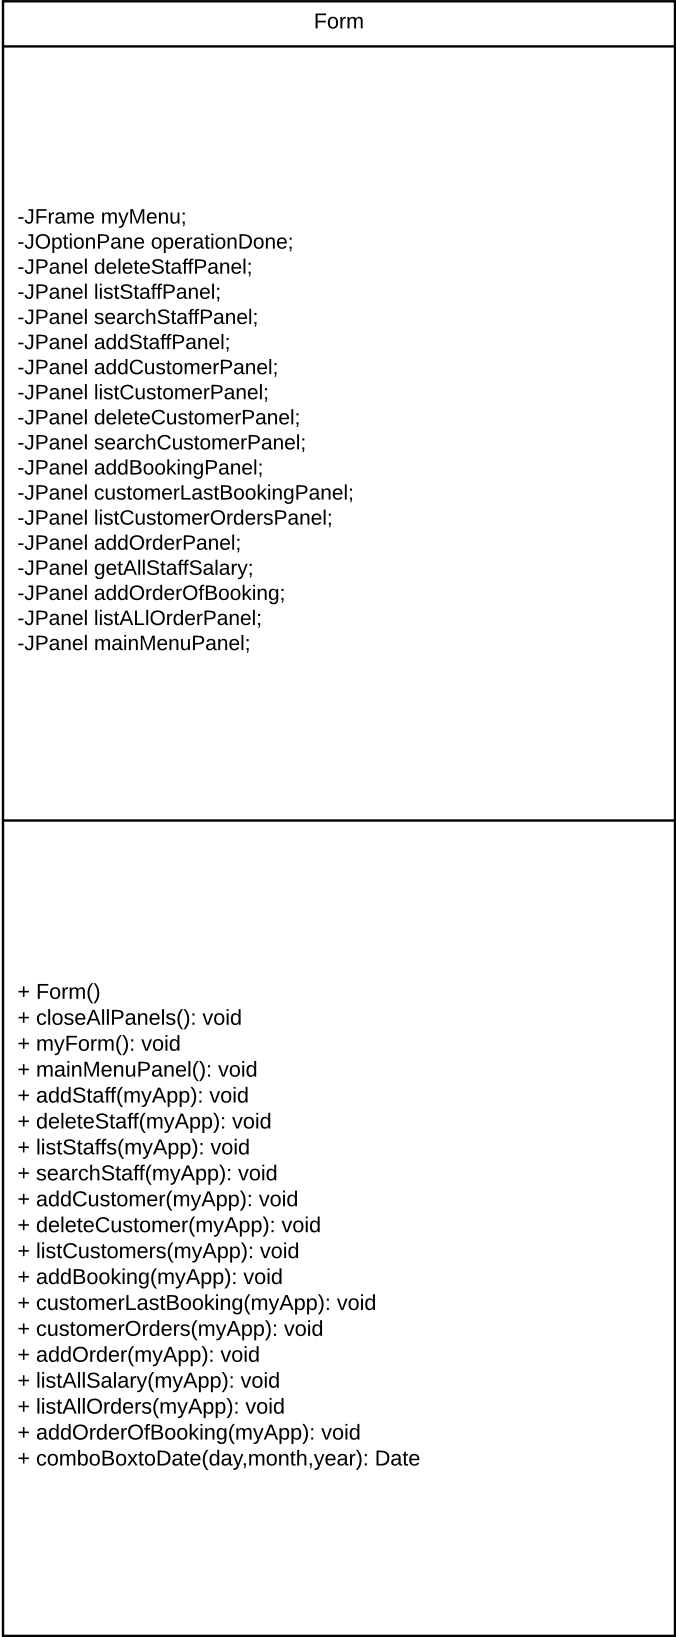 Form
-JFrame myMenu;
-JOptionPane operationDone;
-JPanel deleteStaffPanel;
-JPanel listStaffPanel;
-JPanel searchStaffPanel;
-JPanel addStaffPanel;
-JPanel addCustomerPanel;
-JPanel listCustomerPanel;
-JPanel deleteCustomerPanel;
-JPanel searchCustomerPanel;
-JPanel addBookingPanel;
-JPanel customerLastBookingPanel;
-JPanel listCustomerOrdersPanel;
-JPanel addOrderPanel;
-JPanel getAllStaffSalary;
-JPanel addOrderOfBooking;
-JPanel listALlOrderPanel;
-JPanel mainMenuPanel;
+ Form()
+ closeAllPanels(): void
+ myForm(): void
+ mainMenuPanel(): void
+ addStaff(myApp): void
+ deleteStaff(myApp): void
+ listStaffs(myApp): void
+ searchStaff(myApp): void
+ addCustomer(myApp): void
+ deleteCustomer(myApp): void
+ listCustomers(myApp): void
+ addBooking(myApp): void
+ customerLastBooking(myApp): void
+ customerOrders(myApp): void
+ addOrder(myApp): void
+ listAllSalary(myApp): void
+ listAllOrders(myApp): void
+ addOrderOfBooking(myApp): void
+ comboBoxtoDate(day,month,year): Date